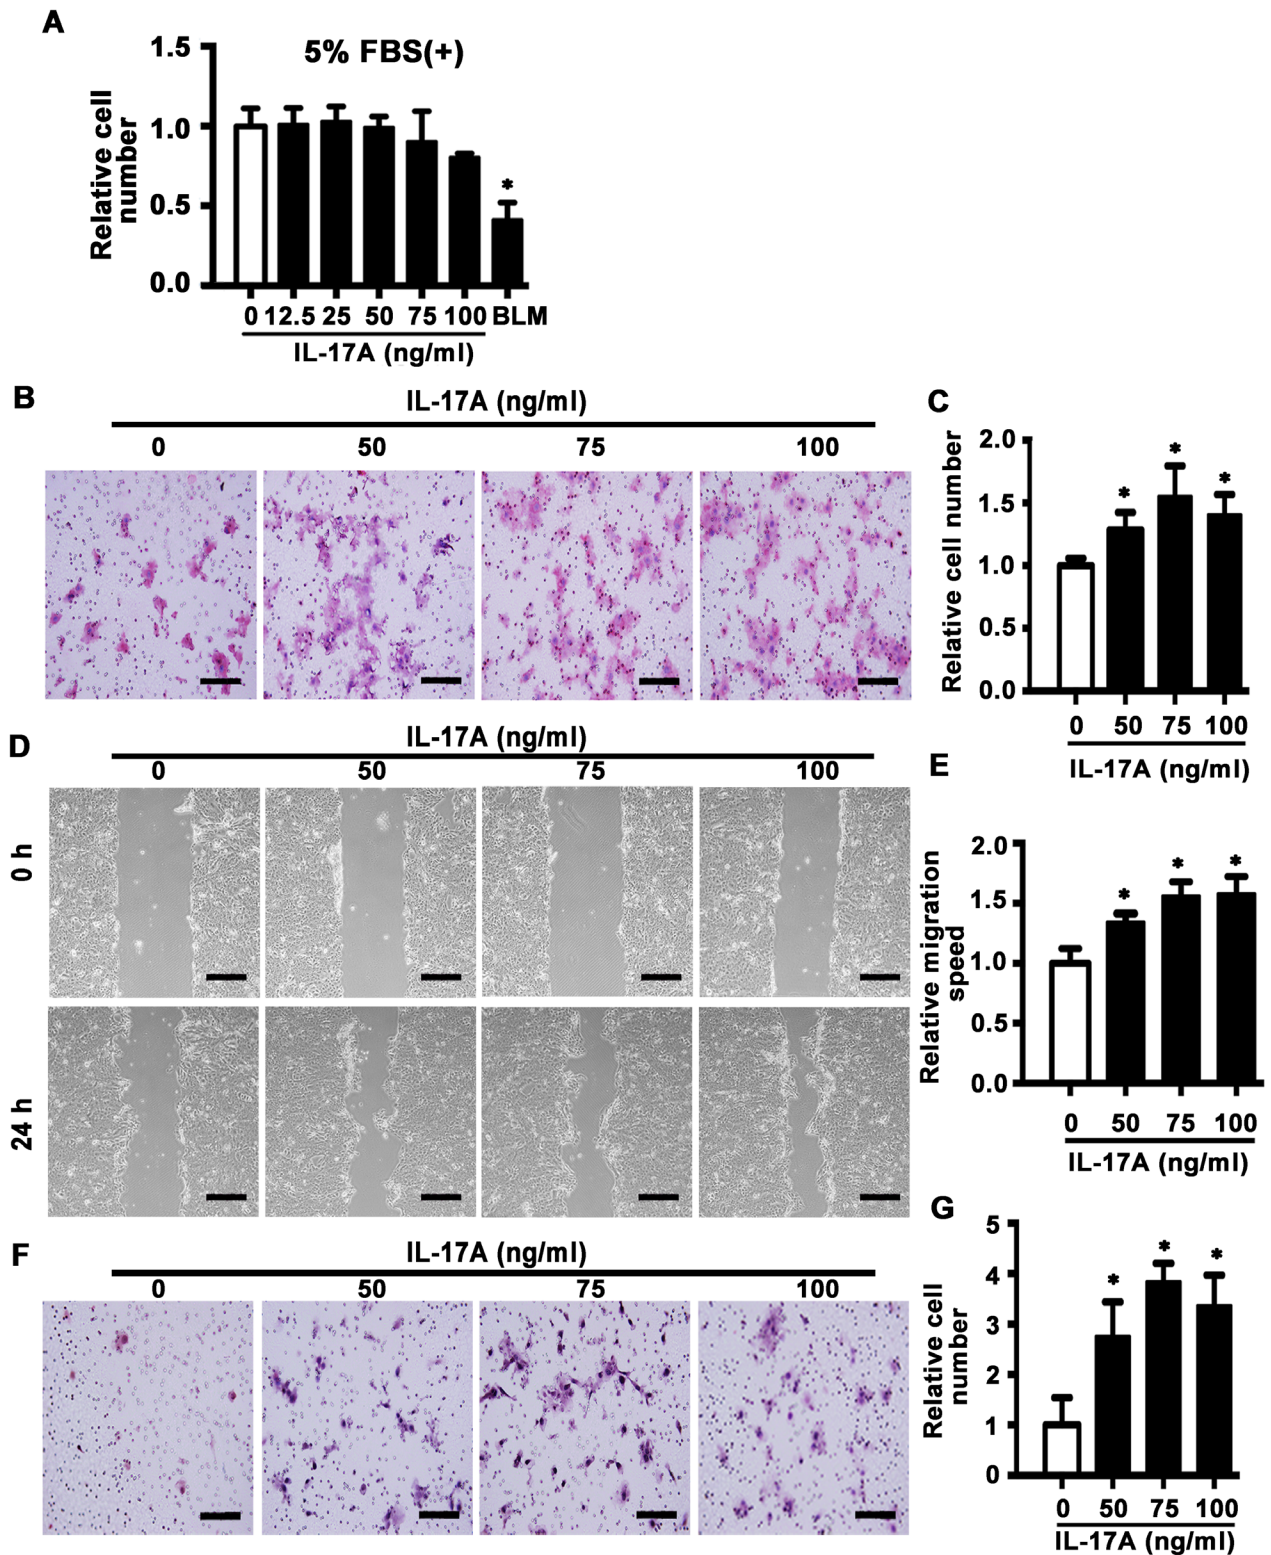 A
5% FBS(+)
Relative cell
number
1.5
1.0
0.5
0.0
0 12.5 25 50 75 100 BLM
*
IL-17A (ng/ml)
B
IL-17A (ng/ml)
0 50 75 100
C
Relative cell number
2.0
1.5
1.0
0.5
0.0
* * *
0 50 75 100
IL-17A (ng/ml)
D
IL-17A (ng/ml)
0 50 75 100
0 h
24 h
E
Relative migration
speed
2.0
1.5
1.0
0.5
0.0
* * *
0 50 75 100
IL-17A (ng/ml)
F
IL-17A (ng/ml)
0 50 75 100
G
Relative cell
number
5
4
3
2
1
0
* * *
0 50 75 100
IL-17A (ng/ml)